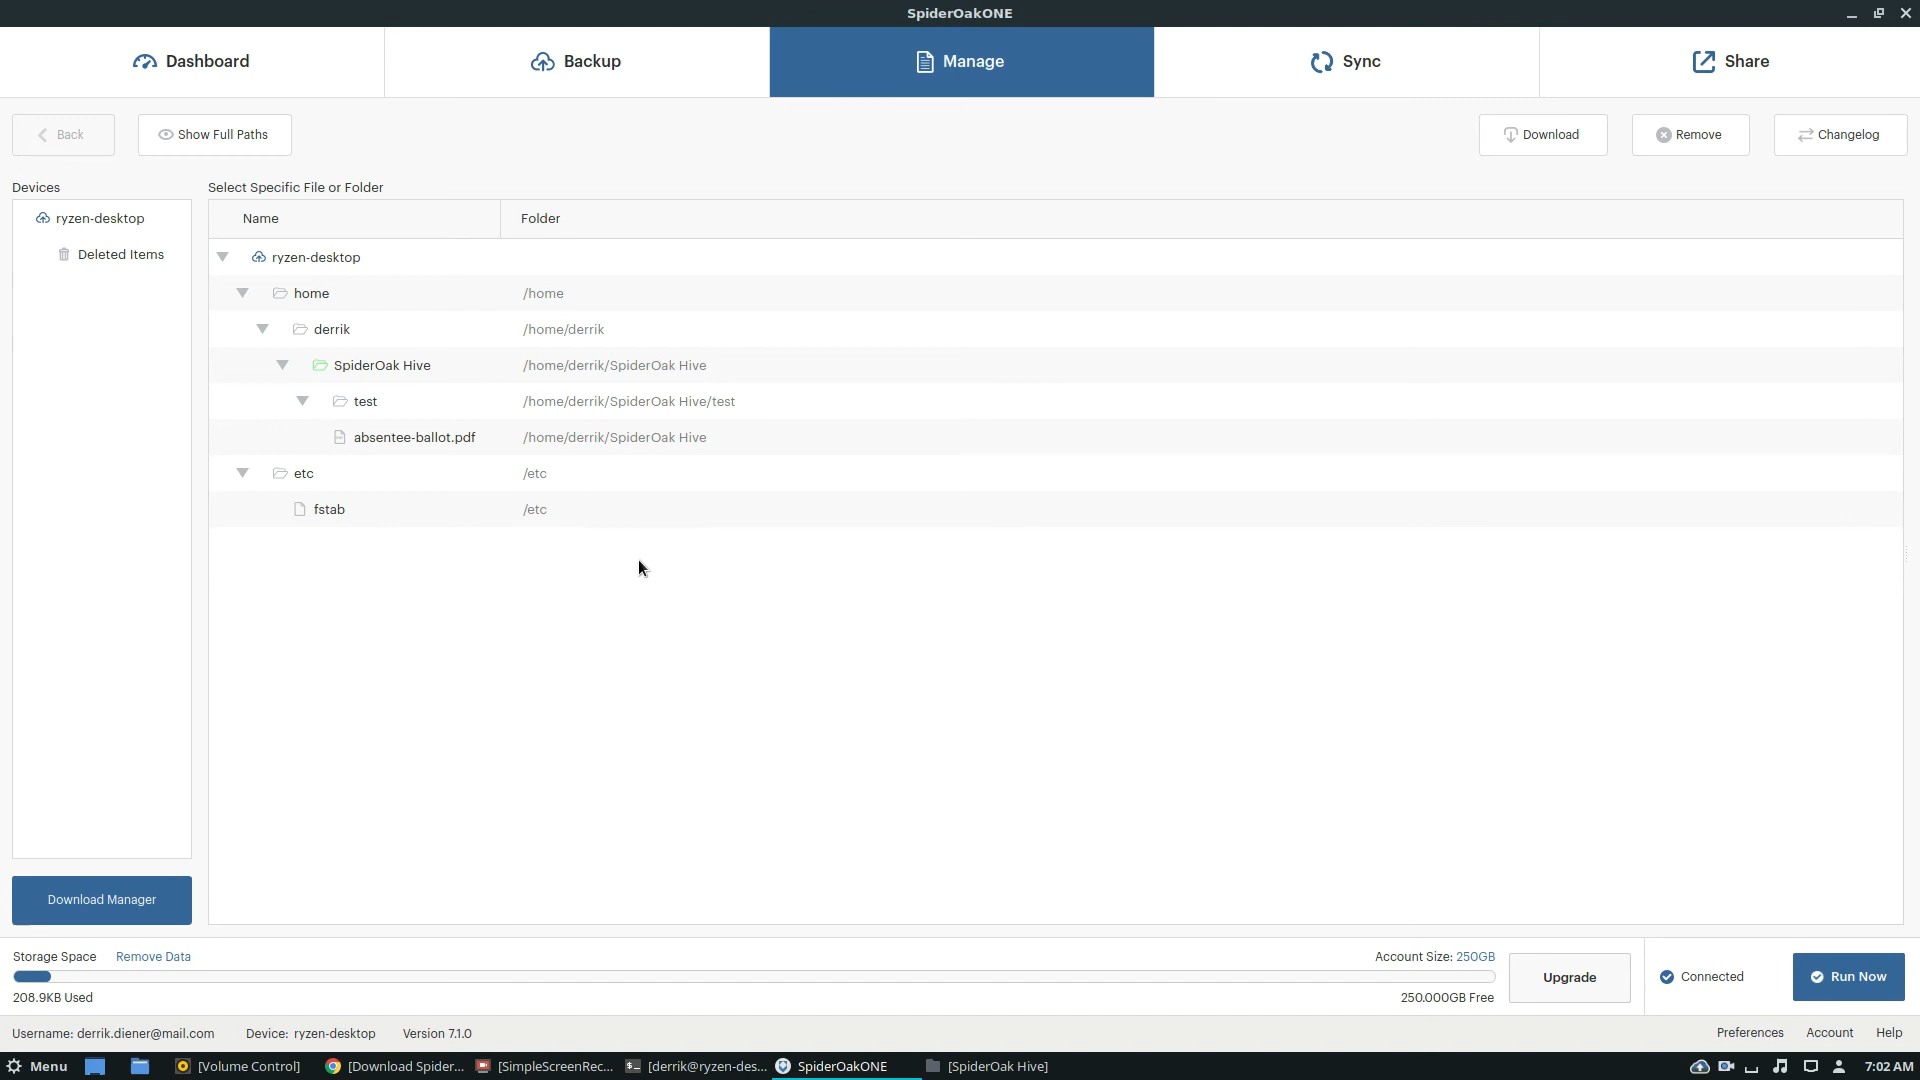 SpiderOakONE
Dashboard
Backup
Manage
Sync
Share
Back
Show Full Paths
Download
Remove
Changelog
Devices
Select Specific File or Folder
ryzen-desktop
Deleted Items
Name Folder
ryzen-desktop
home /home
derrik /home/derrik
SpiderOak Hive /home/derrik/SpiderOak Hive
test /home/derrik/SpiderOak Hive/test
absentee-ballot.pdf /home/derrik/SpiderOak Hive
etc /etc
fstab /etc
Download Manager
Storage Space Remove Data
Account Size: 250GB
208.9KB Used
250.000GB Free
Upgrade
Connected
Run Now
Username: derrik.diener@mail.com Device: ryzen-desktop Version 7.1.0
Preferences Account Help
Menu [Volume Control] [Download Spider... [SimpleScreenRec... [derrik@ryzen-des... SpiderOakONE [SpiderOak Hive] 7:02 AM